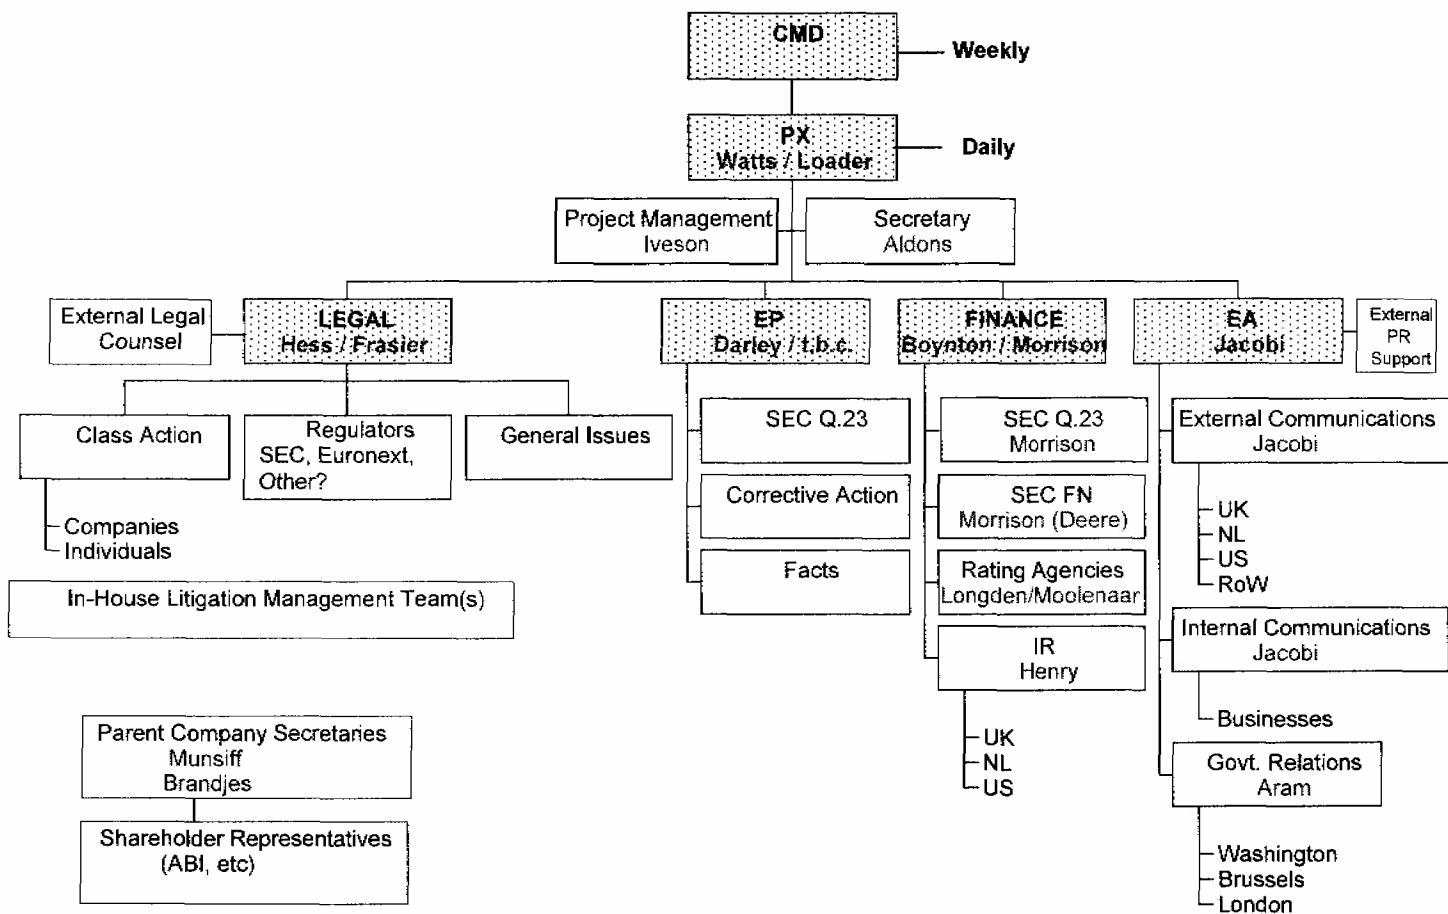 CMD
Weekly
PX
Watts / Loader
Daily
Project Management
Iveson
Secretary
Aldons
External Legal
Counsel
LEGAL
Hess / Frasier
EP
Darley / t.b.c.
FINANCE
Boynton / Morrison
EA
Jacobi
External
PR
Support
Class Action
Regulators
SEC, Euronext,
Other?
General Issues
Companies
Individuals
In-House Litigation Management Team(s)
SEC Q.23
Corrective Action
Facts
SEC Q.23
Morrison
SEC FN
Morrison (Deere)
Rating Agencies
Longden/Moolenaar
IR
Henry
UK
NL
US
External Communications
Jacobi
UK
NL
US
RoW
Internal Communications
Jacobi
Businesses
Govt. Relations
Aram
Washington
Brussels
London
Parent Company Secretaries
Munsiff
Brandjes
Shareholder Representatives
(ABI, etc)